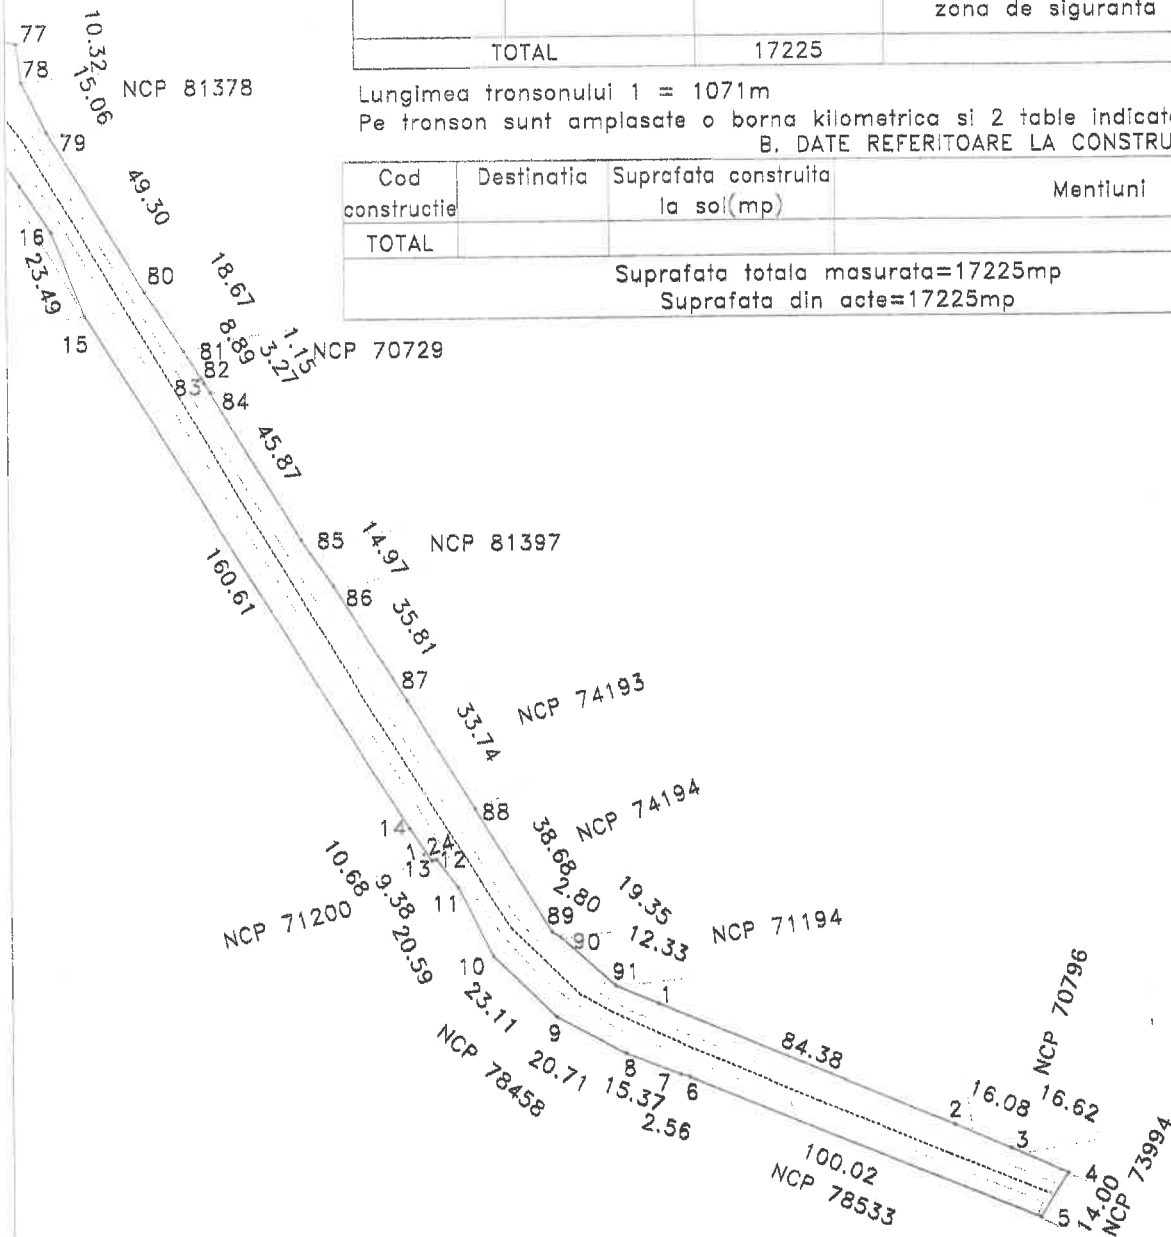 zona de siguranta
TOTAL 17225
Lungimea tronsonului 1 = 1071m
Pe tronson sunt amplasate o borna kilometrica si 2 table
B. DATE REFERITOARE LA
Cod constructie
Destinatia
Suprafata construita la sol(mp)
Mentiuni
TOTAL
Suprafata totala masurata=17225mp
Suprafata din acte=17225mp
77
10.32
78
15.06
NCP 81378
79
49.30
16
23.49
80
18.67
15
8.89
1.15
3.27
81
NCP 70729
82
83
84
45.87
85
14.97
NCP 81397
160.61
86
35.81
87
33.74
NCP 74193
88
38.68
NCP 74194
14
13
12
10.68
9.38
11
NCP 71200
20.59
2.80
19.35
89
90
12.33
NCP 71194
91
1
10
23.11
9
NCP 78458
20.71
8
15.37
7
6
2.56
84.38
NCP 70796
2
16.08
16.62
3
4
100.02
NCP 78533
5
14.00
NCP 73994